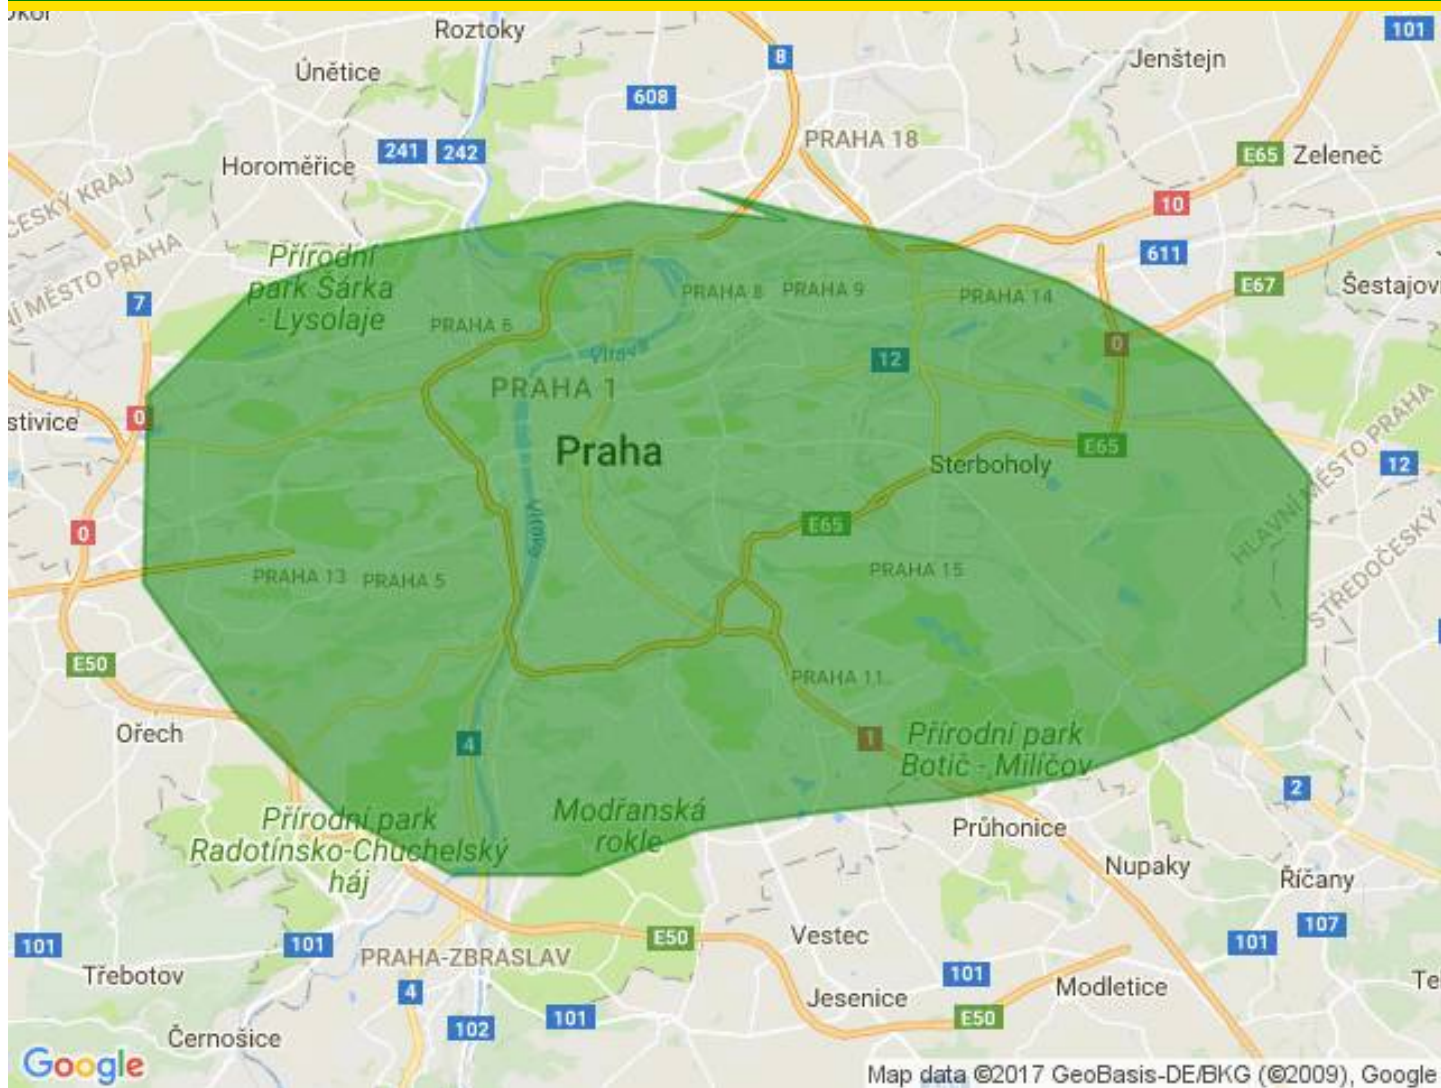 Roztoky
8
101
Jenštejn
Únětice
608
PRAHA 18
241
242
E65
Zeleneč
Horoměřice
ČESKÝ KRAJ
10
NÍ MĚSTO PRAHA
Přírodní
park Šárka
- Lysolaje
611
7
PRAHA 8
PRAHA 9
PRAHA 14
E67
Šestajov
PRAHA 6
0
Vltava
12
PRAHA 1
0
stivice
Praha
E65
Sterboholy
12
HLAVNÍ MĚSTO PRAHA
E65
Vltava
0
STŘEDOČESKÝ
PRAHA 13
PRAHA 5
PRAHA 15
E50
PRAHA 11
Ořech
4
1
Přírodní park
Botič - Milíčov
2
Přírodní park
Radotínsko-Chuchelský
háj
Modřanská
rokle
Průhonice
Nupaky
Říčany
101
101
E50
Vestec
101
107
PRAHA-ZBRASLAV
Třebotov
4
101
Modletice
Te
Jesenice
102
101
E50
Černošice
Google
Map data ©2017 GeoBasis-DE/BKG (©2009), Google